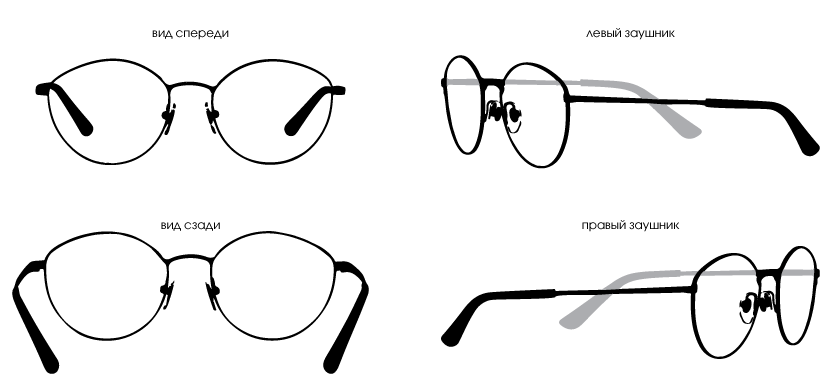 вид спереди
левый заушник
вид сзади
правый заушник